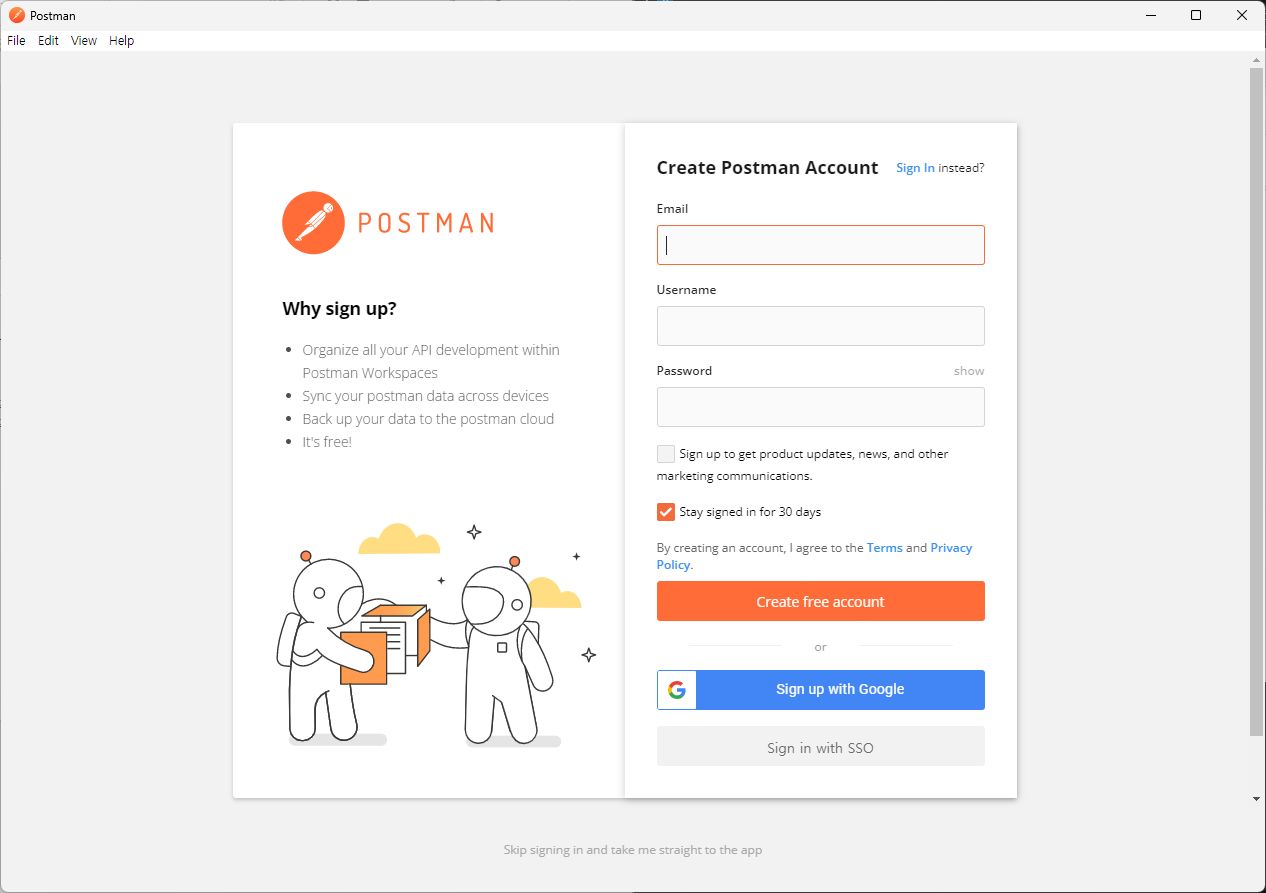 Postman
File Edit View Help
POSTMAN
Why sign up?
Organize all your API development within
Postman Workspaces
Sync your postman data across devices
Back up your data to the postman cloud
It's free!
Create Postman Account Sign In instead?
Email
Username
Password show
Sign up to get product updates, news, and other
marketing communications.
Stay signed in for 30 days
By creating an account, I agree to the Terms and Privacy
Policy.
Create free account
or
Sign up with Google
Sign in with SSO
Skip signing in and take me straight to the app